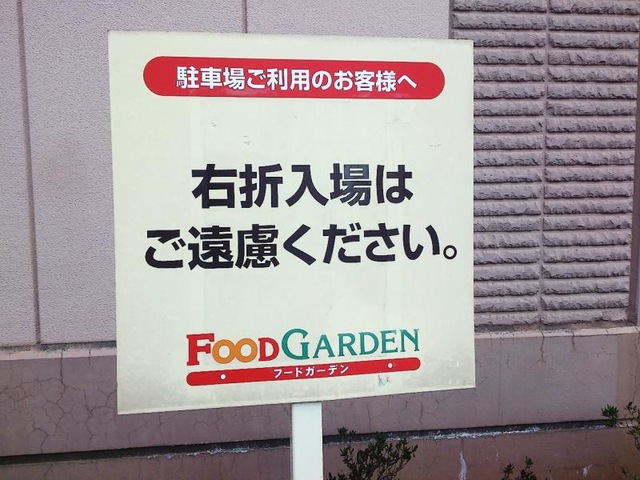 駐車場ご利用のお客様へ
右折入場は
ご遠慮ください。
FOODGARDEN
フードガーデン